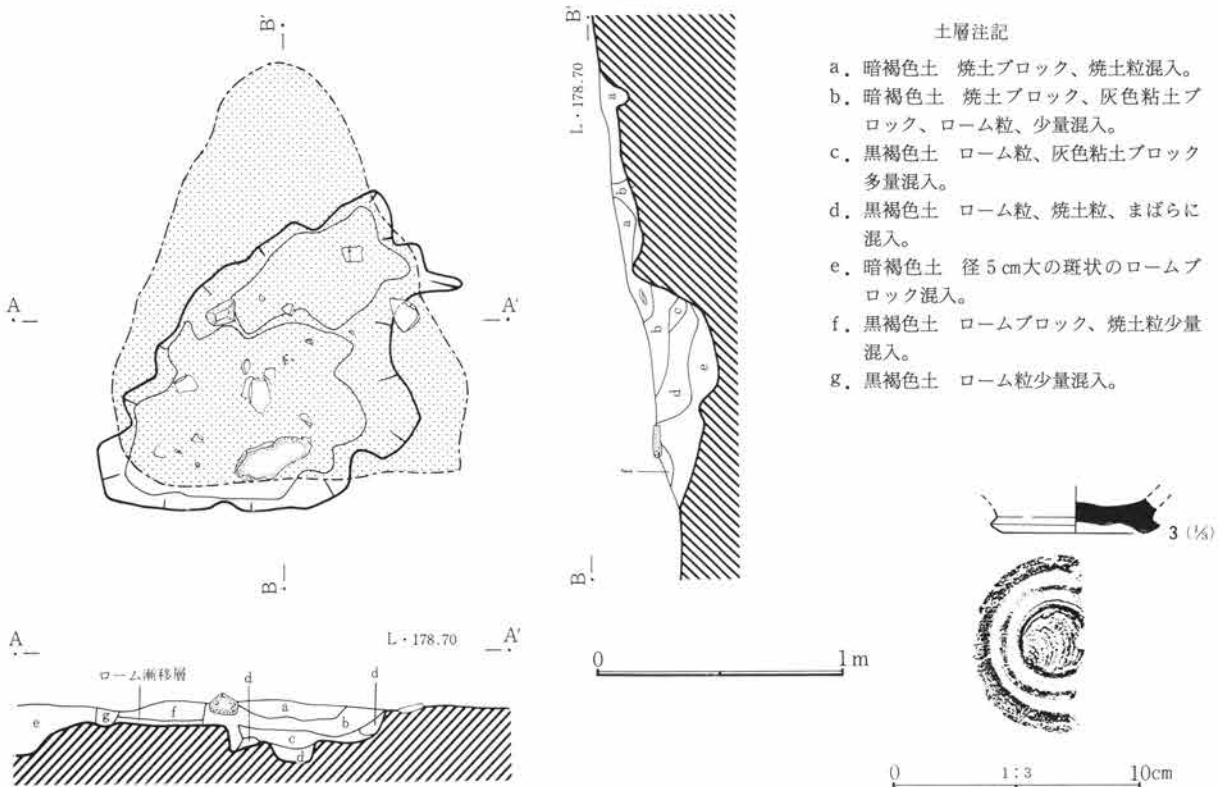 B'
A
A'
B
B'
L・178.70
a
b
a
b
c
d
e
f
B
土層注記
a. 暗褐色土 焼土ブロック、焼土粒混入。
b. 暗褐色土 焼土ブロック、灰色粘土ブ
ロック、ローム粒、少量混入。
c. 黒褐色土 ローム粒、灰色粘土ブロック
多量混入。
d. 黒褐色土 ローム粒、焼土粒、まばらに
混入。
e. 暗褐色土 径5㎝大の斑状のロームブ
ロック混入。
f. 黒褐色土 ロームブロック、焼土粒少量
混入。
g. 黒褐色土 ローム粒少量混入。
3 (⅓)
A
L・178.70
A'
ローム漸移層
d
d
e
g
f
a
b
c
d
0
1m
0
1:3
10cm